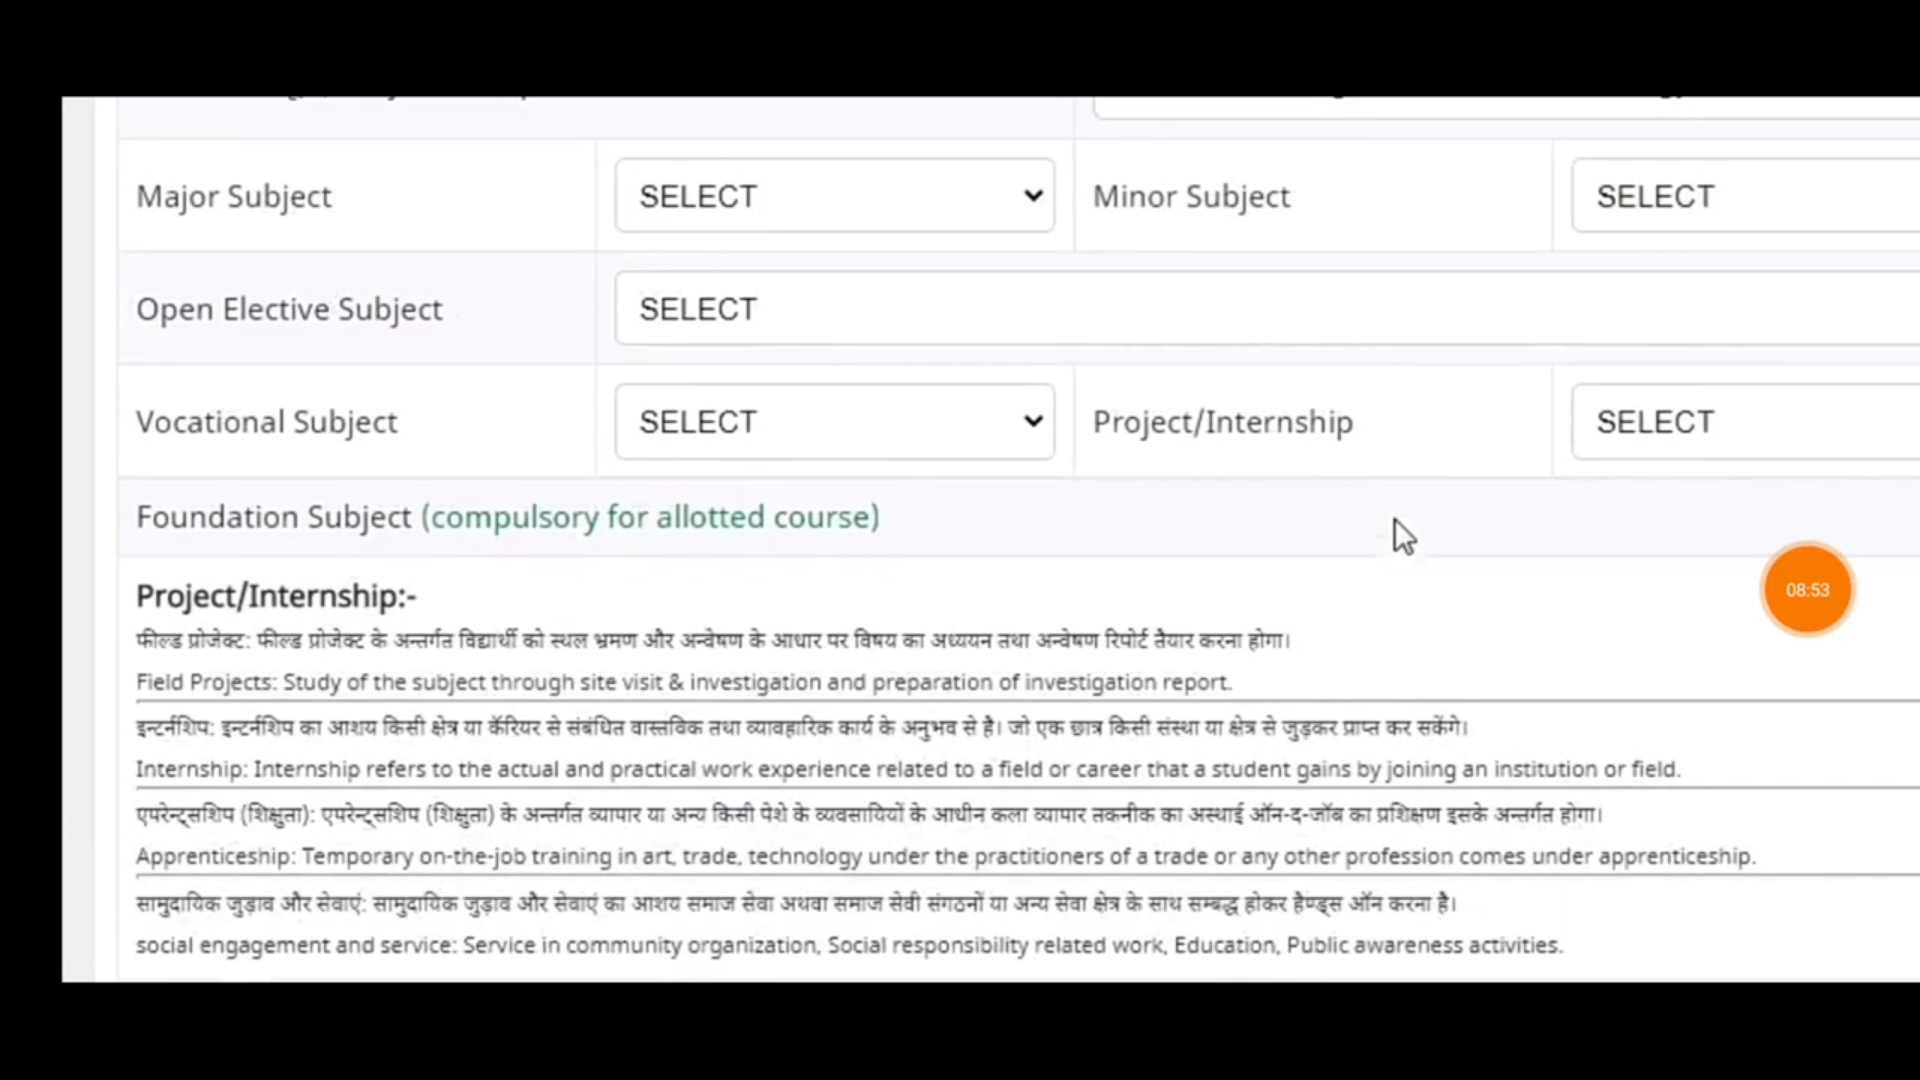 Major Subject SELECT Minor Subject SELECT
Open Elective Subject SELECT
Vocational Subject SELECT Project/Internship SELECT
Foundation Subject (compulsory for allotted course)
08:53
Project/Internship:-
फील्ड प्रोजेक्ट: फील्ड प्रोजेक्ट के अन्तर्गत विद्यार्थी को स्थल भ्रमण और अन्वेषण के आधार पर विषय का अध्ययन तथा अन्वेषण रिपोर्ट तैयार करना होगा।
Field Projects: Study of the subject through site visit & investigation and preparation of investigation report.
इन्टर्नशिप: इन्टर्नशिप का आशय किसी क्षेत्र या कॅरियर से संबंधित वास्तविक तथा व्यावहारिक कार्य के अनुभव से है। जो एक छात्र किसी संस्था या क्षेत्र से जुड़कर प्राप्त कर सकेंगे।
Internship: Internship refers to the actual and practical work experience related to a field or career that a student gains by joining an institution or field.
एपरेन्ट्सशिप (शिक्षुता): एपरेन्ट्सशिप (शिक्षुता) के अन्तर्गत व्यापार या अन्य किसी पेशे के व्यवसायियों के आधीन कला व्यापार तकनीक का अस्थाई ऑन-द-जॉब का प्रशिक्षण इसके अन्तर्गत होगा।
Apprenticeship: Temporary on-the-job training in art, trade, technology under the practitioners of a trade or any other profession comes under apprenticeship.
सामुदायिक जुड़ाव और सेवाएं: सामुदायिक जुड़ाव और सेवाएं का आशय समाज सेवा अथवा समाज सेवी संगठनों या अन्य सेवा क्षेत्र के साथ सम्बद्ध होकर हैण्ड्स ऑन करना है।
social engagement and service: Service in community organization, Social responsibility related work, Education, Public awareness activities.